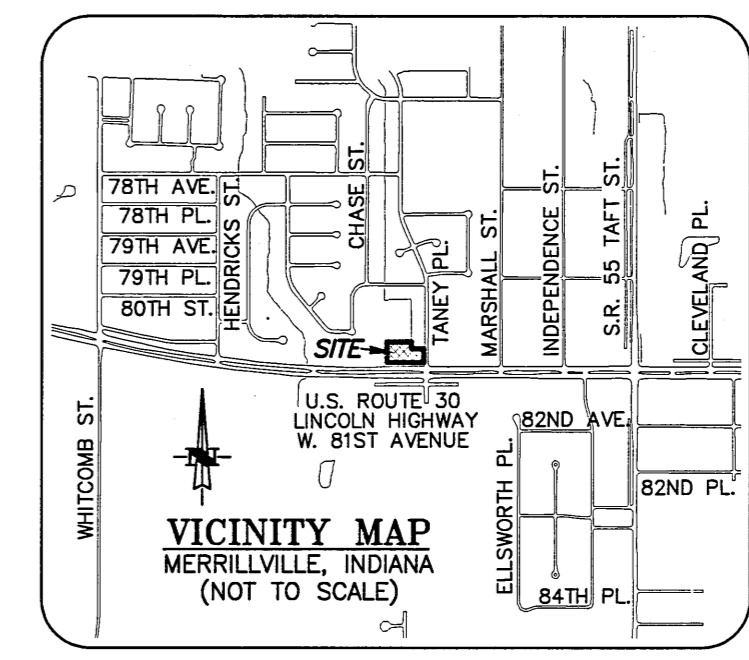 78TH AVE.
78TH PL.
79TH AVE.
79TH PL.
80TH ST.
HENDRICKS ST.
CHASE ST.
TANEY PL.
MARSHALL ST.
INDEPENDENCE ST.
S.R. 55 TAFT ST.
CLEVELAND PL.
SITE
U.S. ROUTE 30
LINCOLN HIGHWAY
W. 81ST AVENUE
WHITCOMB ST.
N
82ND AVE.
82ND PL.
ELLSWORTH PL.
84TH PL.
VICINITY MAP
MERRILLVILLE, INDIANA
(NOT TO SCALE)